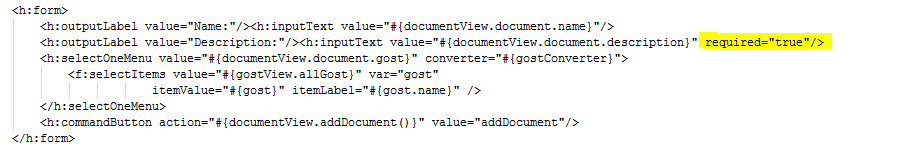 <h:form>
<h:outputLabel value="Name:"/><h:inputText value="#{documentView.document.name}"/>
<h:outputLabel value="Description:"/><h:inputText value="#{documentView.document.description}" required="true"/>
<h:selectOneMenu value="#{documentView.document.gost}" converter="#{gostConverter}">
<f:selectItems value="#{gostView.allGost}" var="gost"
itemValue="#{gost}" itemLabel="#{gost.name}" />
</h:selectOneMenu>
<h:commandButton action="#{documentView.addDocument()}" value="addDocument"/>
</h:form>